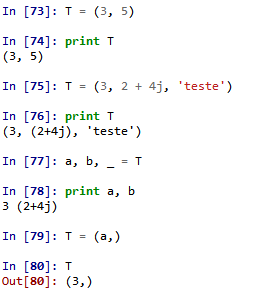 In [73]: T = (3, 5)
In [74]: print T
(3, 5)
In [75]: T = (3, 2 + 4j, 'teste')
In [76]: print T
(3, (2+4j), 'teste')
In [77]: a, b, _ = T
In [78]: print a, b
3 (2+4j)
In [79]: T = (a,)
In [80]: T
Out[80]: (3,)